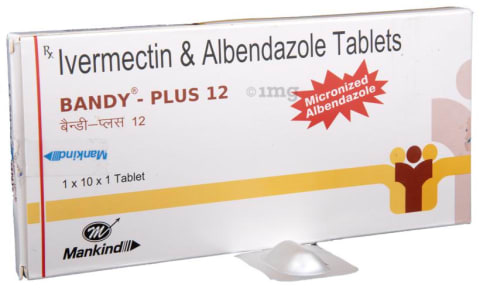 Rx Ivermectin & Albendazole Tablets
BANDY® - PLUS 12
बैन्डी-प्लस 12
©1mg
Micronized
Albendazole
Mankind
1 x 10 x 1 Tablet
m
Mankind